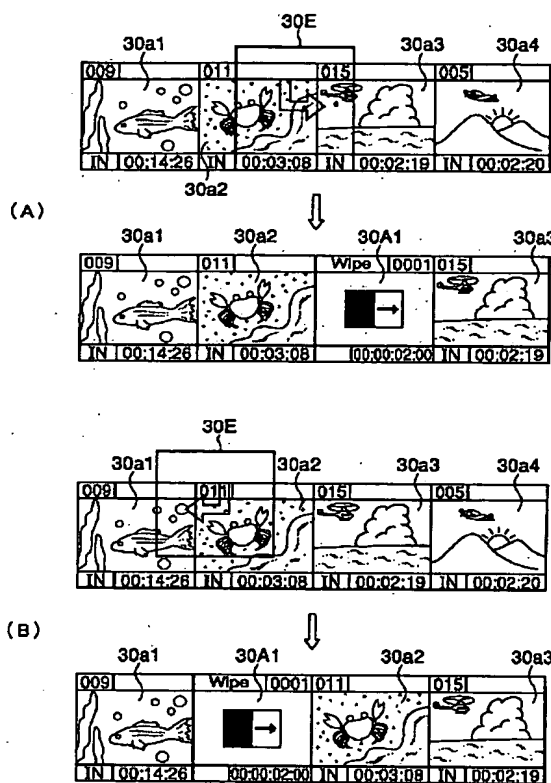 30E
30a1 30a3 30a4
009 011 015 005
IN 00:14:26 IN 00:03:08 IN 00:02:19 IN 00:02:20
30a2
(A)
30a1 30a2 30A1 30a3
009 011 Wipe 0001 015
IN 00:14:26 IN 00:03:08 00:00:02:00 IN 00:02:19
30E
30a1 30a2 30a3 30a4
009 011 015 005
IN 00:14:26 IN 00:03:08 IN 00:02:19 IN 00:02:20
(B)
30a1 30A1 30a2 30a3
009 Wipe 0001 011 015
IN 00:14:26 00:00:02:00 IN 00:03:08 IN 00:02:19